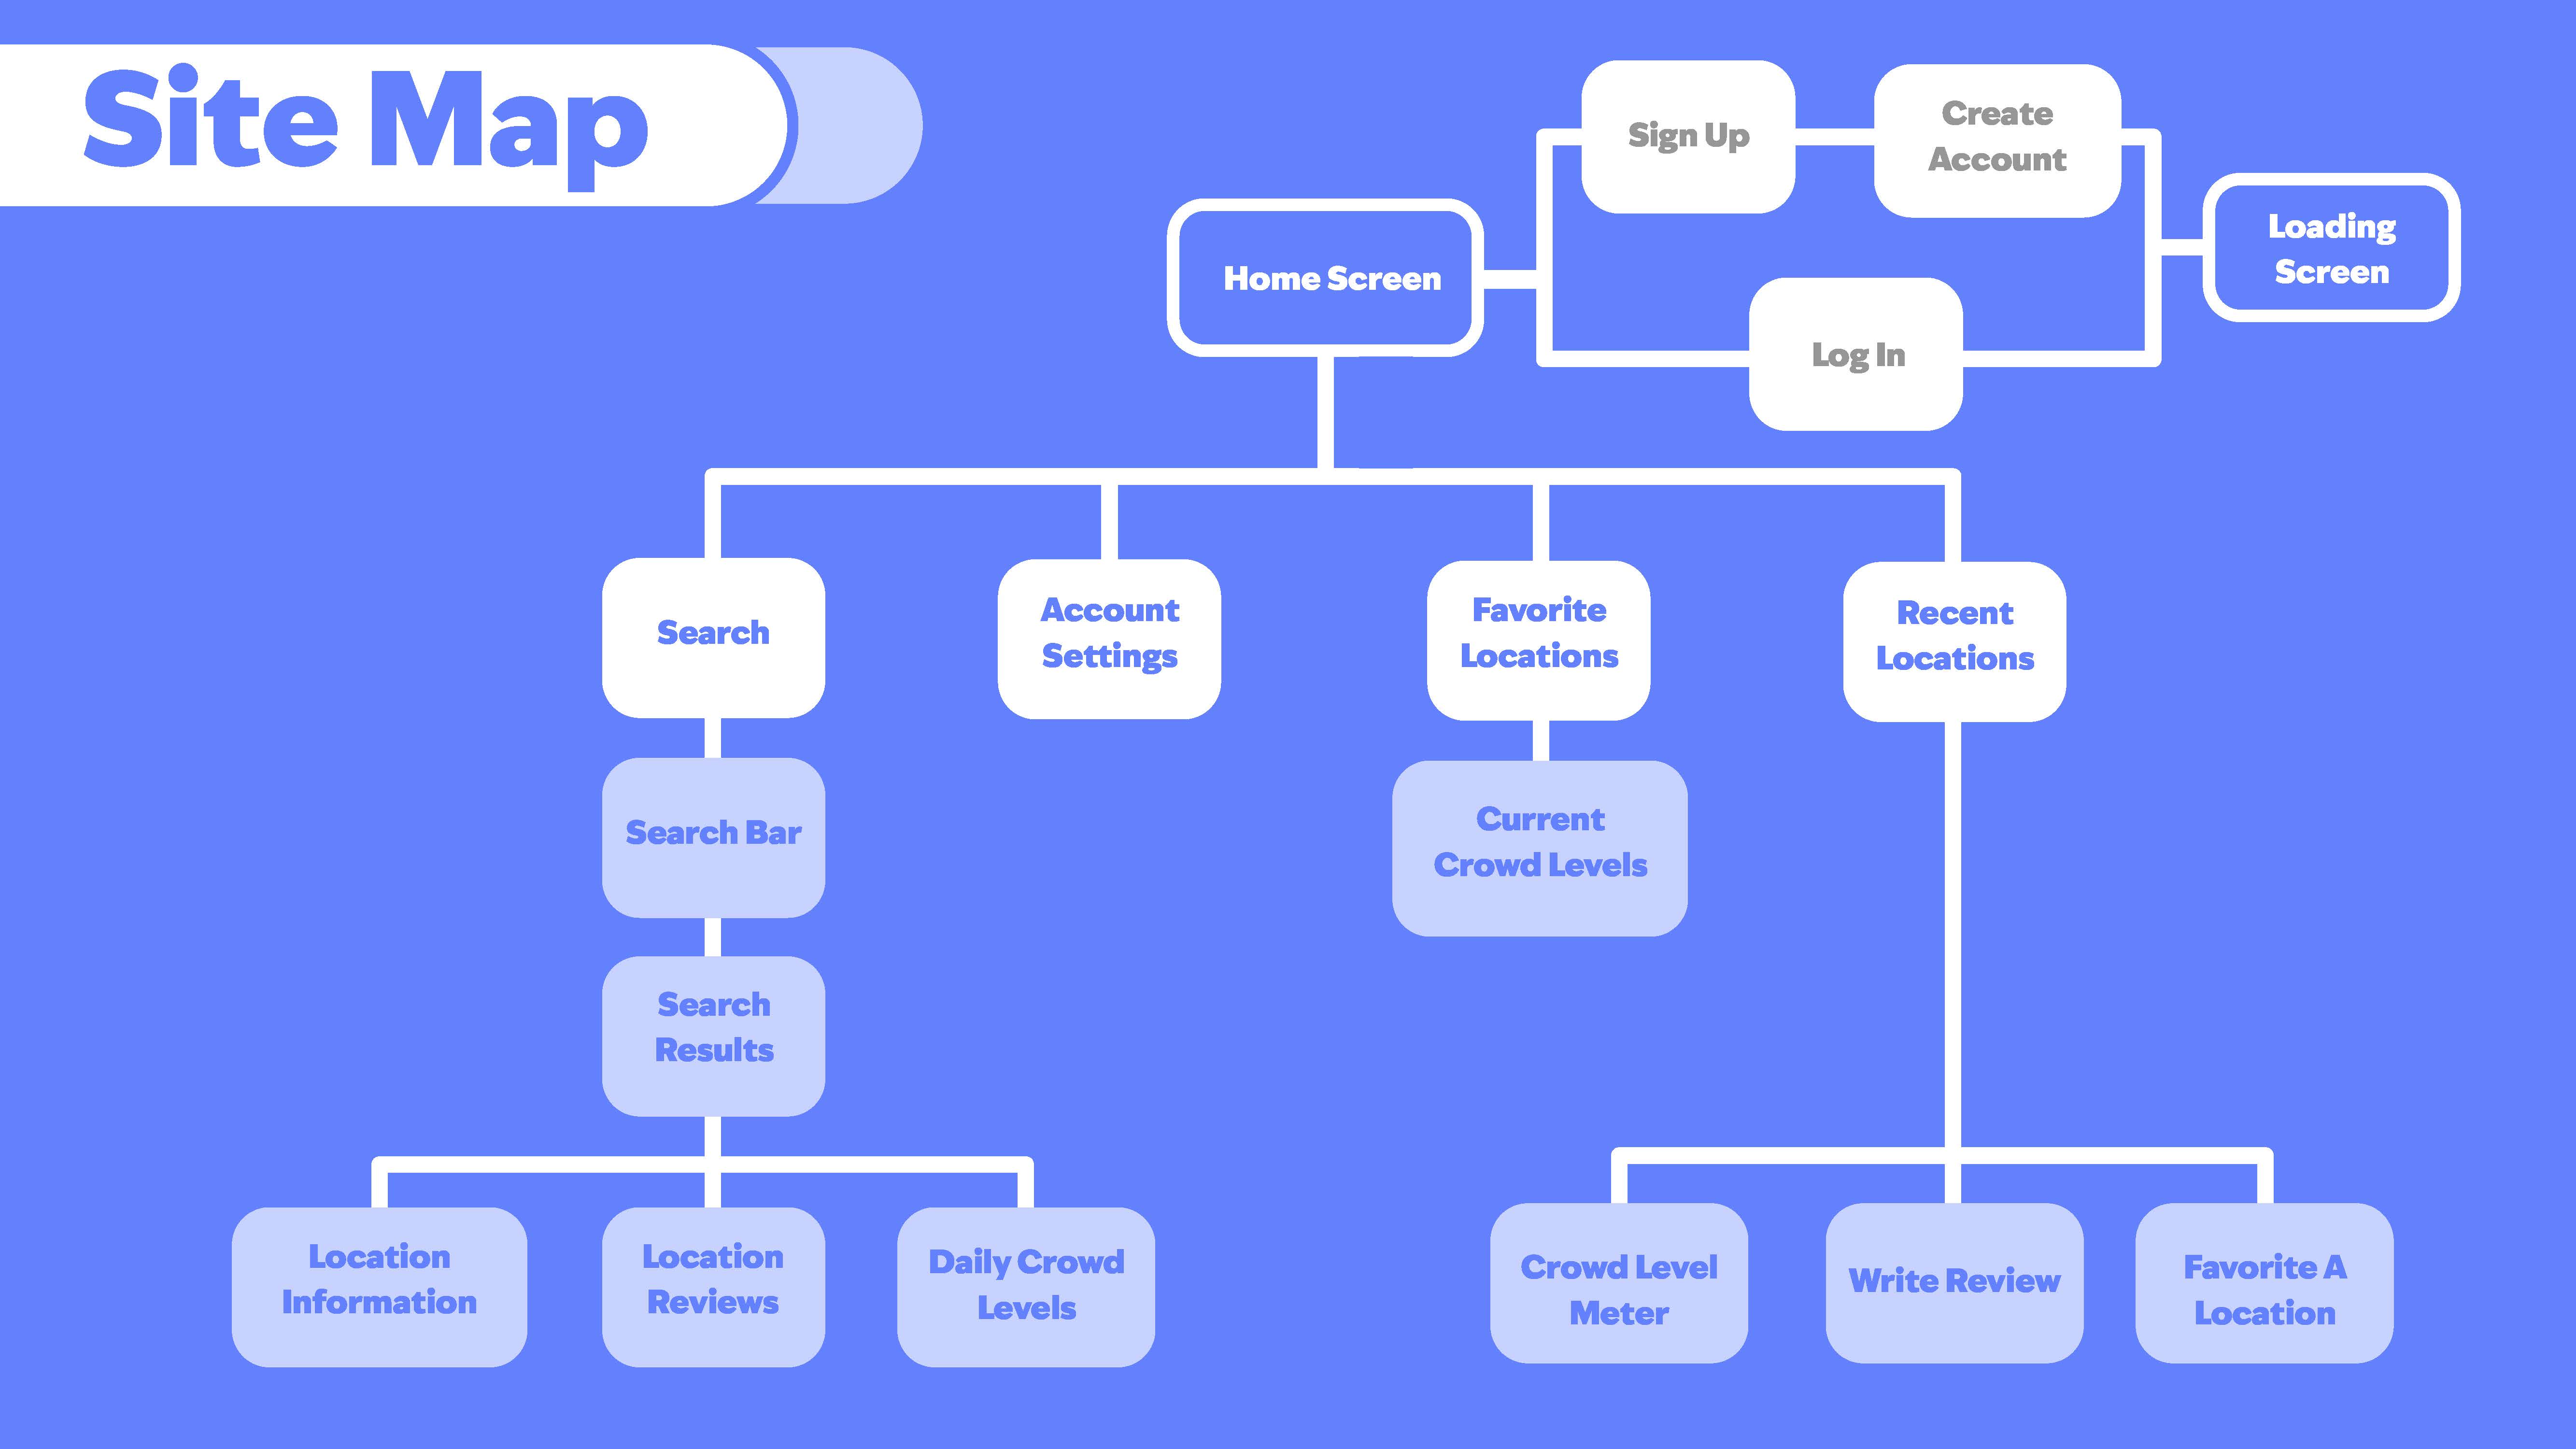 Site Map
Sign Up
Create
Account
Loading
Screen
Home Screen
Log In
Search
Account
Settings
Favorite
Locations
Recent
Locations
Search Bar
Current
Crowd Levels
Search
Results
Location
Information
Location
Reviews
Daily Crowd
Levels
Crowd Level
Meter
Write Review
Favorite A
Location